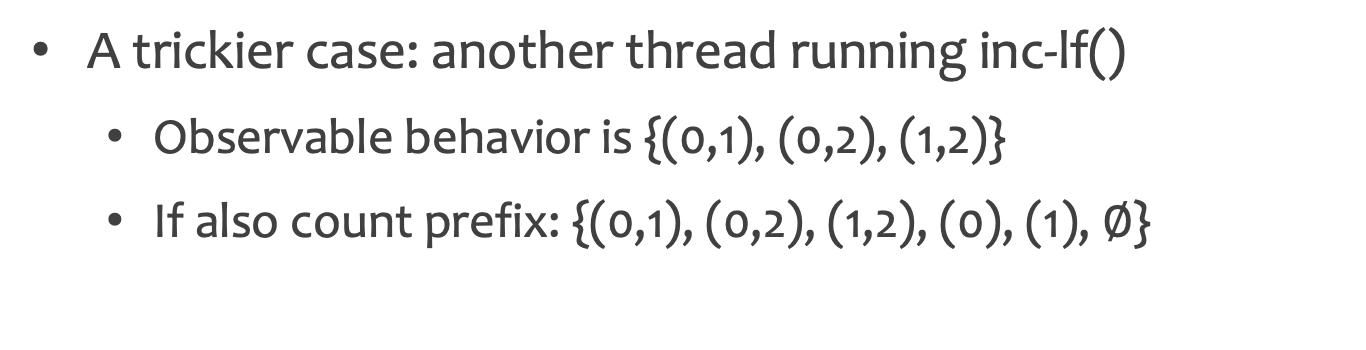 • A trickier case: another thread running inc-lf()
• Observable behavior is {(0,1), (0,2), (1,2)}
• If also count prefix: {(0,1), (0,2), (1,2), (0), (1), Ø}